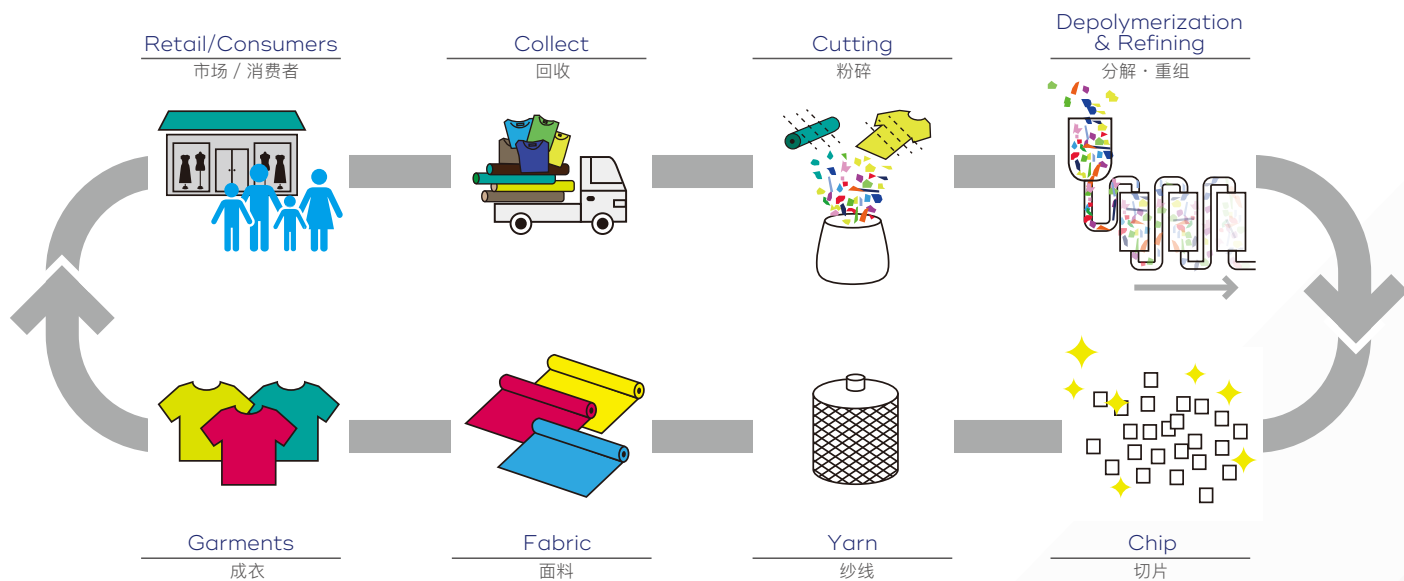 Retail/Consumers
市场 / 消费者
Collect
回收
Cutting
粉碎
Depolymerization
& Refining
分解・重组
Garments
成衣
Fabric
面料
Yarn
纱线
Chip
切片